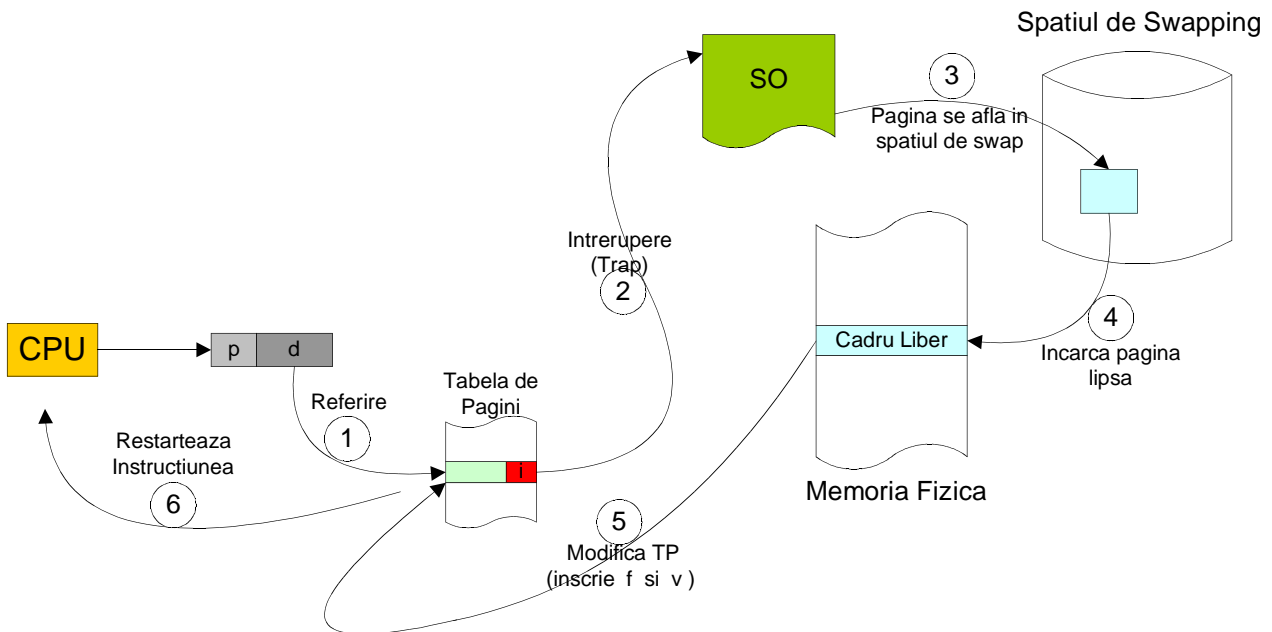 Spatiul de Swapping
SO
3
Pagina se afla in
spatiul de swap
Intrerupere
(Trap)
2
CPU
p
d
Cadru Liber
4
Incarca pagina
lipsa
Tabela de
Pagini
Referire
1
i
Restarteaza
Instructiunea
6
Memoria Fizica
5
Modifica TP
(inscrie f si v )